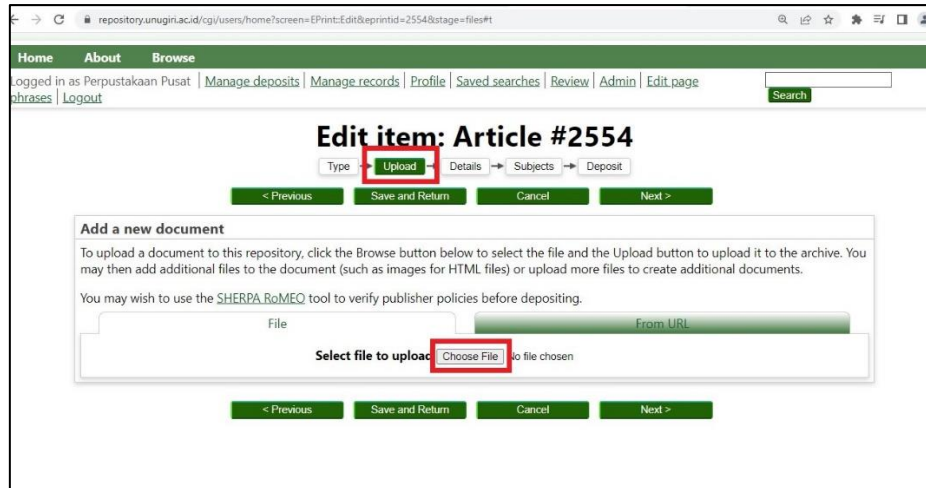 repository.unugiri.ac.id/cgi/users/home?screen=EPrint::Edit&eprintid=2554&stage=files#t
Home About Browse
Logged in as Perpustakaan Pusat | Manage deposits | Manage records | Profile | Saved searches | Review | Admin | Edit page
phrases | Logout
Search
Edit item: Article #2554
Type Upload Details Subjects Deposit
< Previous Save and Return Cancel Next >
Add a new document
To upload a document to this repository, click the Browse button below to select the file and the Upload button to upload it to the archive. You
may then add additional files to the document (such as images for HTML files) or upload more files to create additional documents.
You may wish to use the SHERPA RoMEO tool to verify publisher policies before depositing.
File From URL
Select file to upload Choose File No file chosen
< Previous Save and Return Cancel Next >